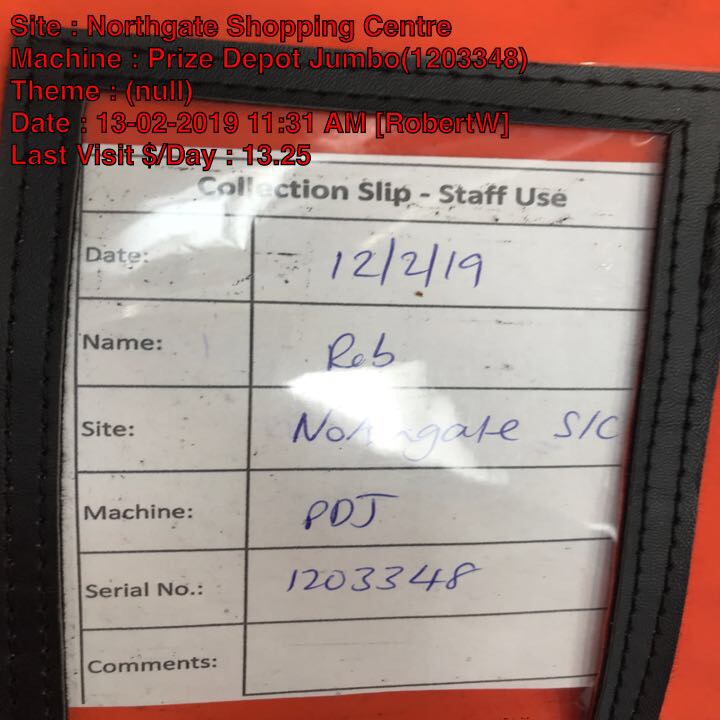 Site : Northgate Shopping Centre
Machine : Prize Depot Jumbo(1203348)
Theme : (null)
Date : 13-02-2019 11:31 AM [RobertW]
Last Visit $/Day : 13.25
Collection Slip - Staff Use
Date: 12/2/19
Name: Rob
Site: Northgate S/C
Machine: PDJ
Serial No.: 1203348
Comments: